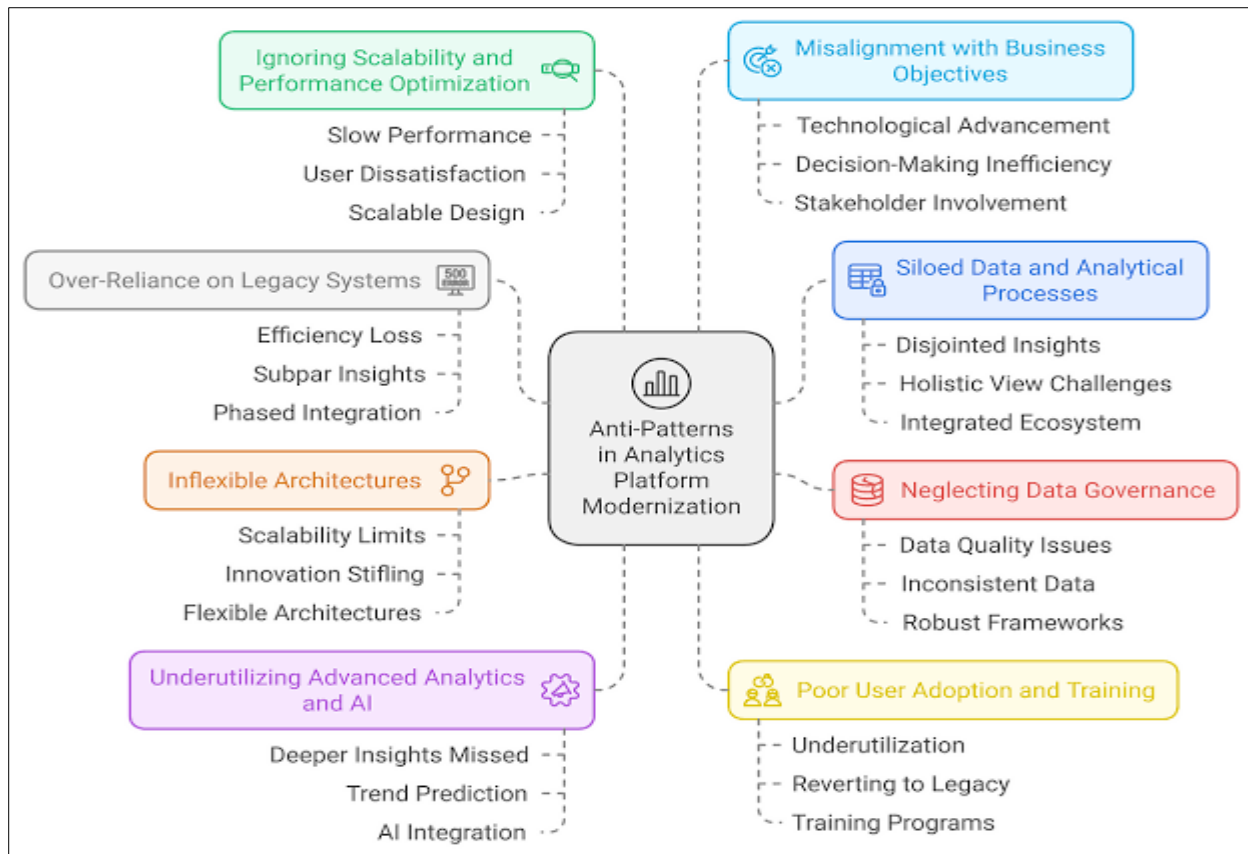 Ignoring Scalability and
Performance Optimization
Slow Performance
User Dissatisfaction
Scalable Design
Misalignment with Business
Objectives
Technological Advancement
Decision-Making Inefficiency
Stakeholder Involvement
Over-Reliance on Legacy Systems
500
ERROR
Efficiency Loss
Subpar Insights
Phased Integration
Siloed Data and Analytical
Processes
Disjointed Insights
Holistic View Challenges
Integrated Ecosystem
Anti-Patterns
in Analytics
Platform
Modernization
Inflexible Architectures
Scalability Limits
Innovation Stifling
Flexible Architectures
Neglecting Data Governance
Data Quality Issues
Inconsistent Data
Robust Frameworks
Underutilizing Advanced Analytics
and AI
Deeper Insights Missed
Trend Prediction
AI Integration
Poor User Adoption and Training
Underutilization
Reverting to Legacy
Training Programs